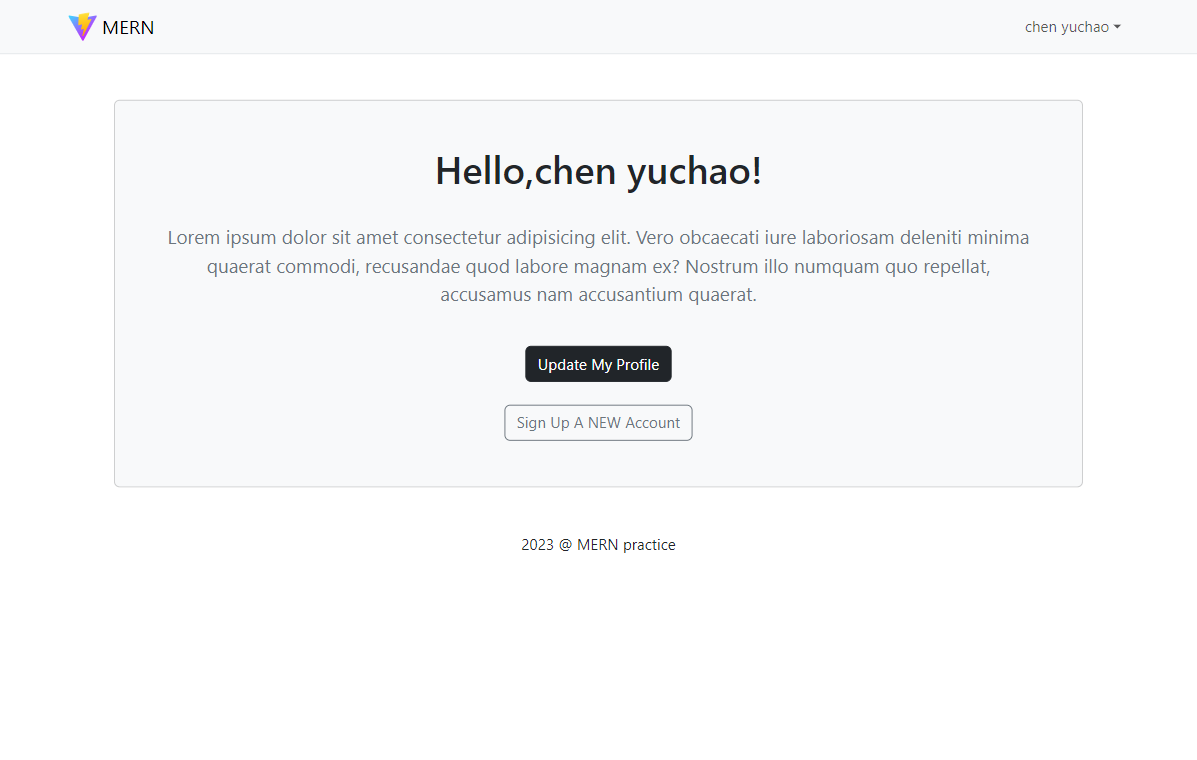 MERN
chen yuchao
Hello,chen yuchao!
Lorem ipsum dolor sit amet consectetur adipisicing elit. Vero obcaecati iure laboriosam deleniti minima
quaerat commodi, recusandae quod labore magnam ex? Nostrum illo numquam quo repellat,
accusamus nam accusantium quaerat.
Update My Profile
Sign Up A NEW Account
2023 @ MERN practice